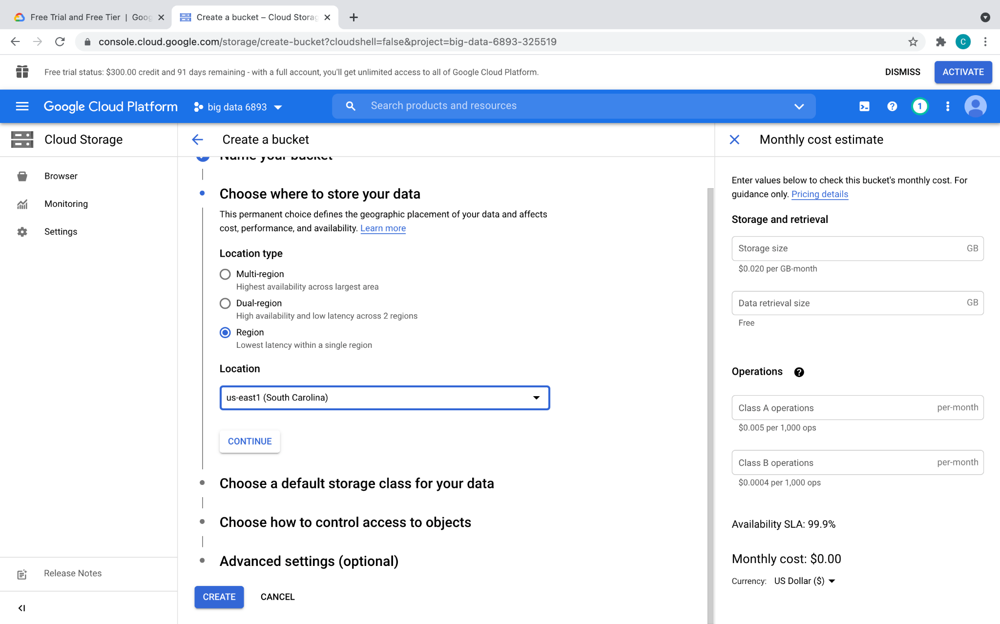 Free Trial and Free Tier | Goog
Create a bucket – Cloud Storag
console.cloud.google.com/storage/create-bucket?cloudshell=false&project=big-data-6893-325519
C
Free trial status: $300.00 credit and 91 days remaining - with a full account, you'll get unlimited access to all of Google Cloud Platform.
DISMISS
ACTIVATE
Google Cloud Platform
big data 6893
Search products and resources
1
Cloud Storage
Browser
Monitoring
Settings
Release Notes
Create a bucket
Name your bucket
Choose where to store your data
This permanent choice defines the geographic placement of your data and affects
cost, performance, and availability. Learn more
Location type
Multi-region
Highest availability across largest area
Dual-region
High availability and low latency across 2 regions
Region
Lowest latency within a single region
Location
us-east1 (South Carolina)
CONTINUE
Choose a default storage class for your data
Choose how to control access to objects
Advanced settings (optional)
CREATE
CANCEL
Monthly cost estimate
Enter values below to check this bucket's monthly cost. For
guidance only. Pricing details
Storage and retrieval
Storage size GB
$0.020 per GB-month
Data retrieval size GB
Free
Operations
Class A operations per-month
$0.005 per 1,000 ops
Class B operations per-month
$0.0004 per 1,000 ops
Availability SLA: 99.9%
Monthly cost: $0.00
Currency: US Dollar ($)